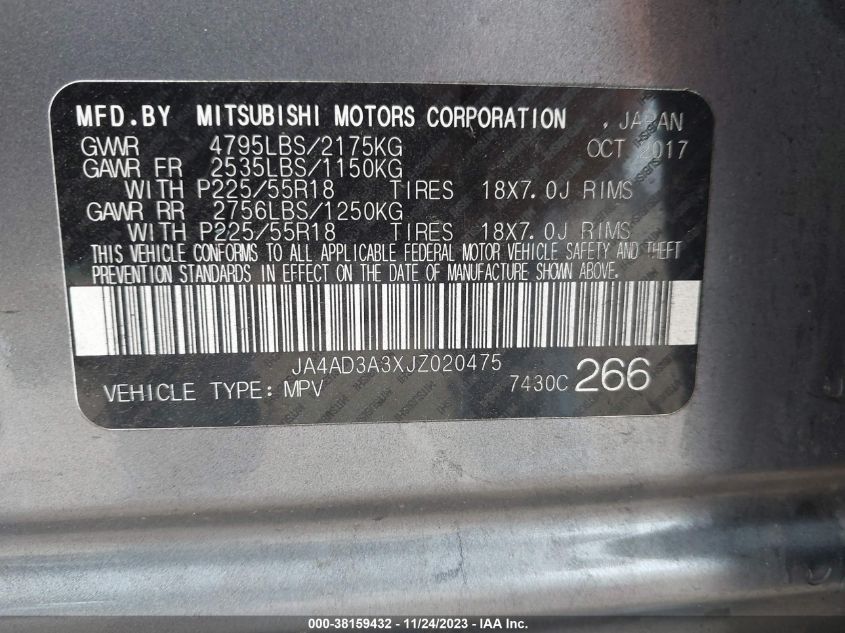 MFD.BY MITSUBISHI MOTORS CORPORATION , JAPAN
GVWR 4795LBS/2175KG OCT 2017
GAWR FR 2535LBS/1150KG
WITH P225/55R18 TIRES 18X7.0J RIMS
GAWR RR 2756LBS/1250KG
WITH P225/55R18 TIRES 18X7.0J RIMS
THIS VEHICLE CONFORMS TO ALL APPLICABLE FEDERAL MOTOR VEHICLE SAFETY AND THEFT
PREVENTION STANDARDS IN EFFECT ON THE DATE OF MANUFACTURE SHOWN ABOVE.
JA4AD3A3XJZ020475
VEHICLE TYPE: MPV 7430C 266
000-38159432 - 11/24/2023 - IAA Inc.